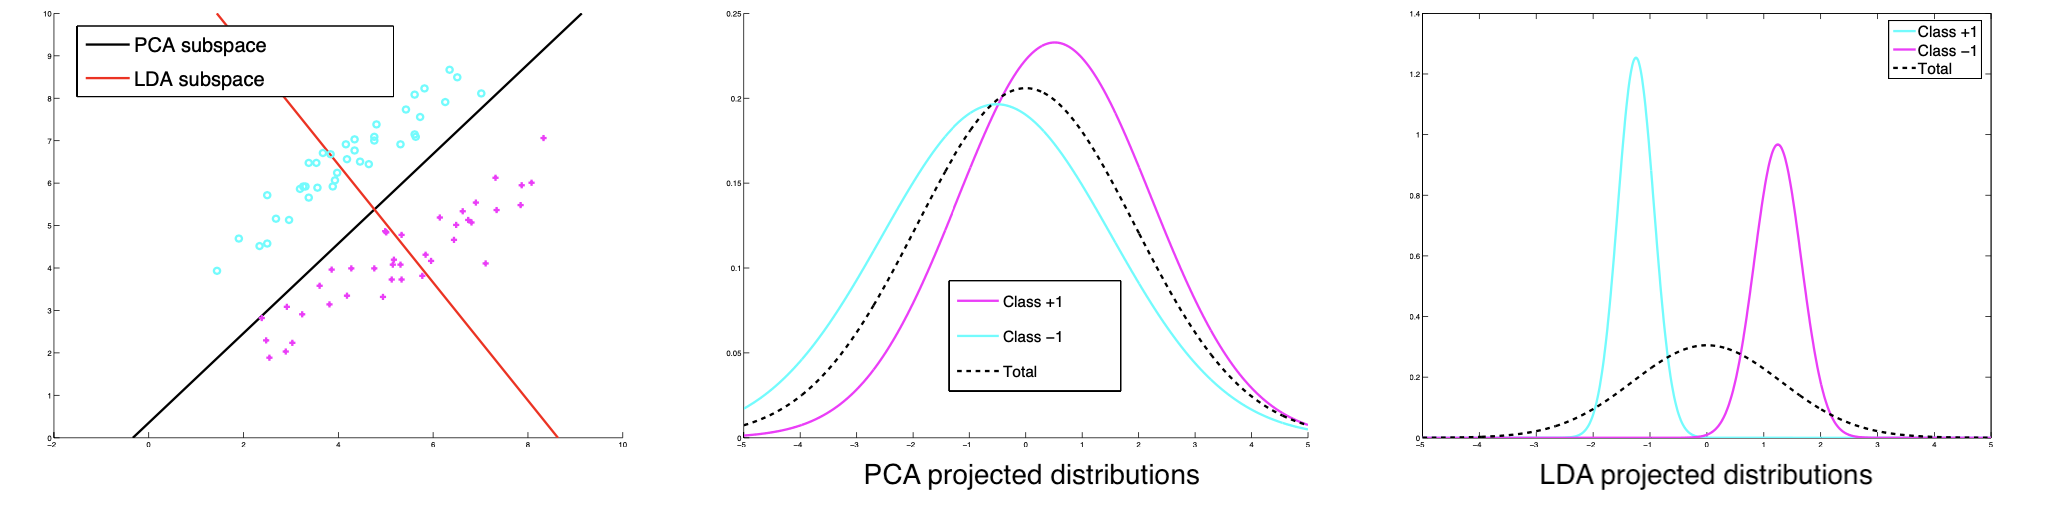 PCA subspace
LDA subspace
10
9
8
7
6
5
4
3
2
1
0
−2 0 2 4 6 8 10
0.25
0.2
0.15
0.1
0.05
0
Class +1
Class −1
Total
−5 −4 −3 −2 −1 0 1 2 3 4 5
PCA projected distributions
1.4
1.2
1
0.8
0.6
0.4
0.2
0
Class +1
Class −1
Total
−5 −4 −3 −2 −1 0 1 2 3 4 5
LDA projected distributions